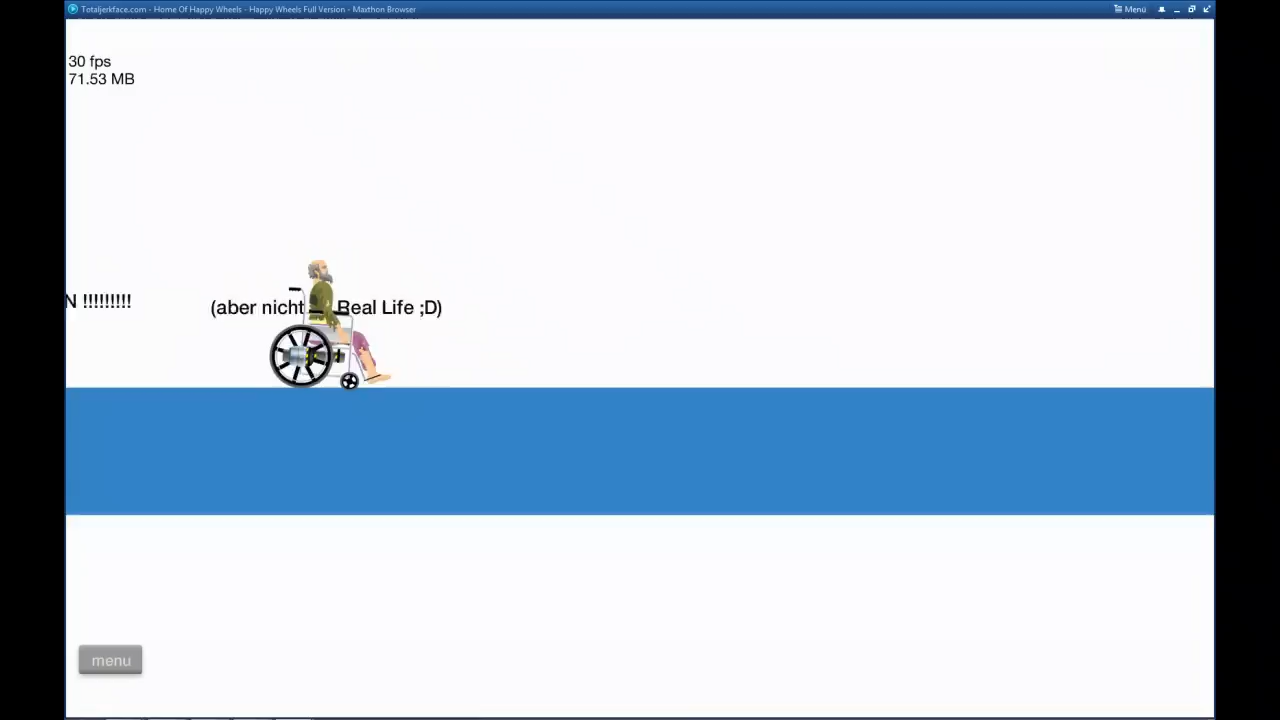 Totaljerkface.com - Home Of Happy Wheels - Happy Wheels Full Version - Maxthon Browser
Menü
30 fps
71.53 MB
N !!!!!!!!!
(aber nicht Real Life ;D)
menu